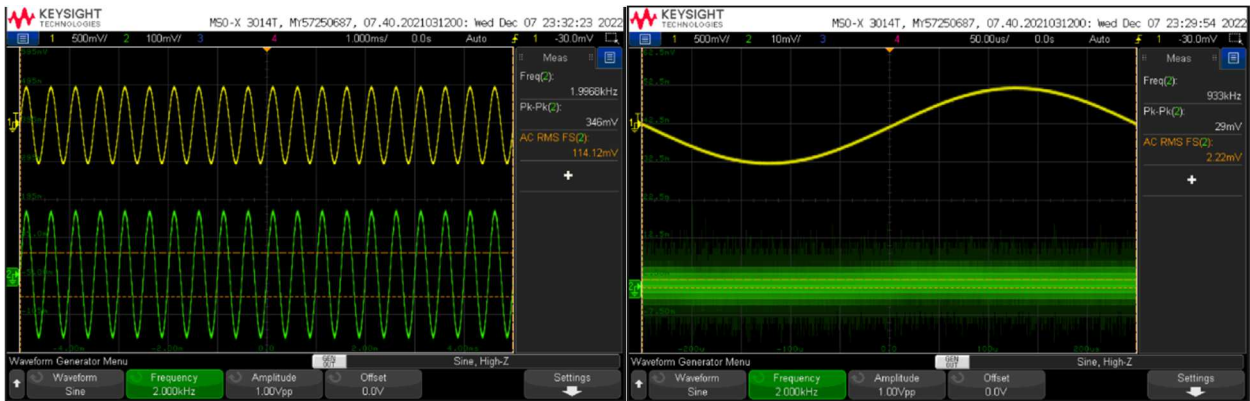 KEYSIGHT
TECHNOLOGIES
MSO-X 3014T, MY57250687, 07.40.2021031200: Wed Dec 07 23:32:23 2022
1 500mV/ 2 100mV/ 3 4 1.000ms/ 0.0s Auto 1 -30.0mV
Meas
Freq(2):
1.9968kHz
Pk-Pk(2):
346mV
AC RMS FS(2):
114.12mV
Waveform Generator Menu
GEN
OUT
Sine, High-Z
Waveform
Sine
Frequency
2.000kHz
Amplitude
1.00Vpp
Offset
0.0V
Settings
KEYSIGHT
TECHNOLOGIES
MSO-X 3014T, MY57250687, 07.40.2021031200: Wed Dec 07 23:29:54 2022
1 500mV/ 2 10mV/ 3 4 50.00us/ 0.0s Auto 1 -30.0mV
Meas
Freq(2):
933kHz
Pk-Pk(2):
29mV
AC RMS FS(2):
2.22mV
Waveform Generator Menu
GEN
OUT
Sine, High-Z
Waveform
Sine
Frequency
2.000kHz
Amplitude
1.00Vpp
Offset
0.0V
Settings